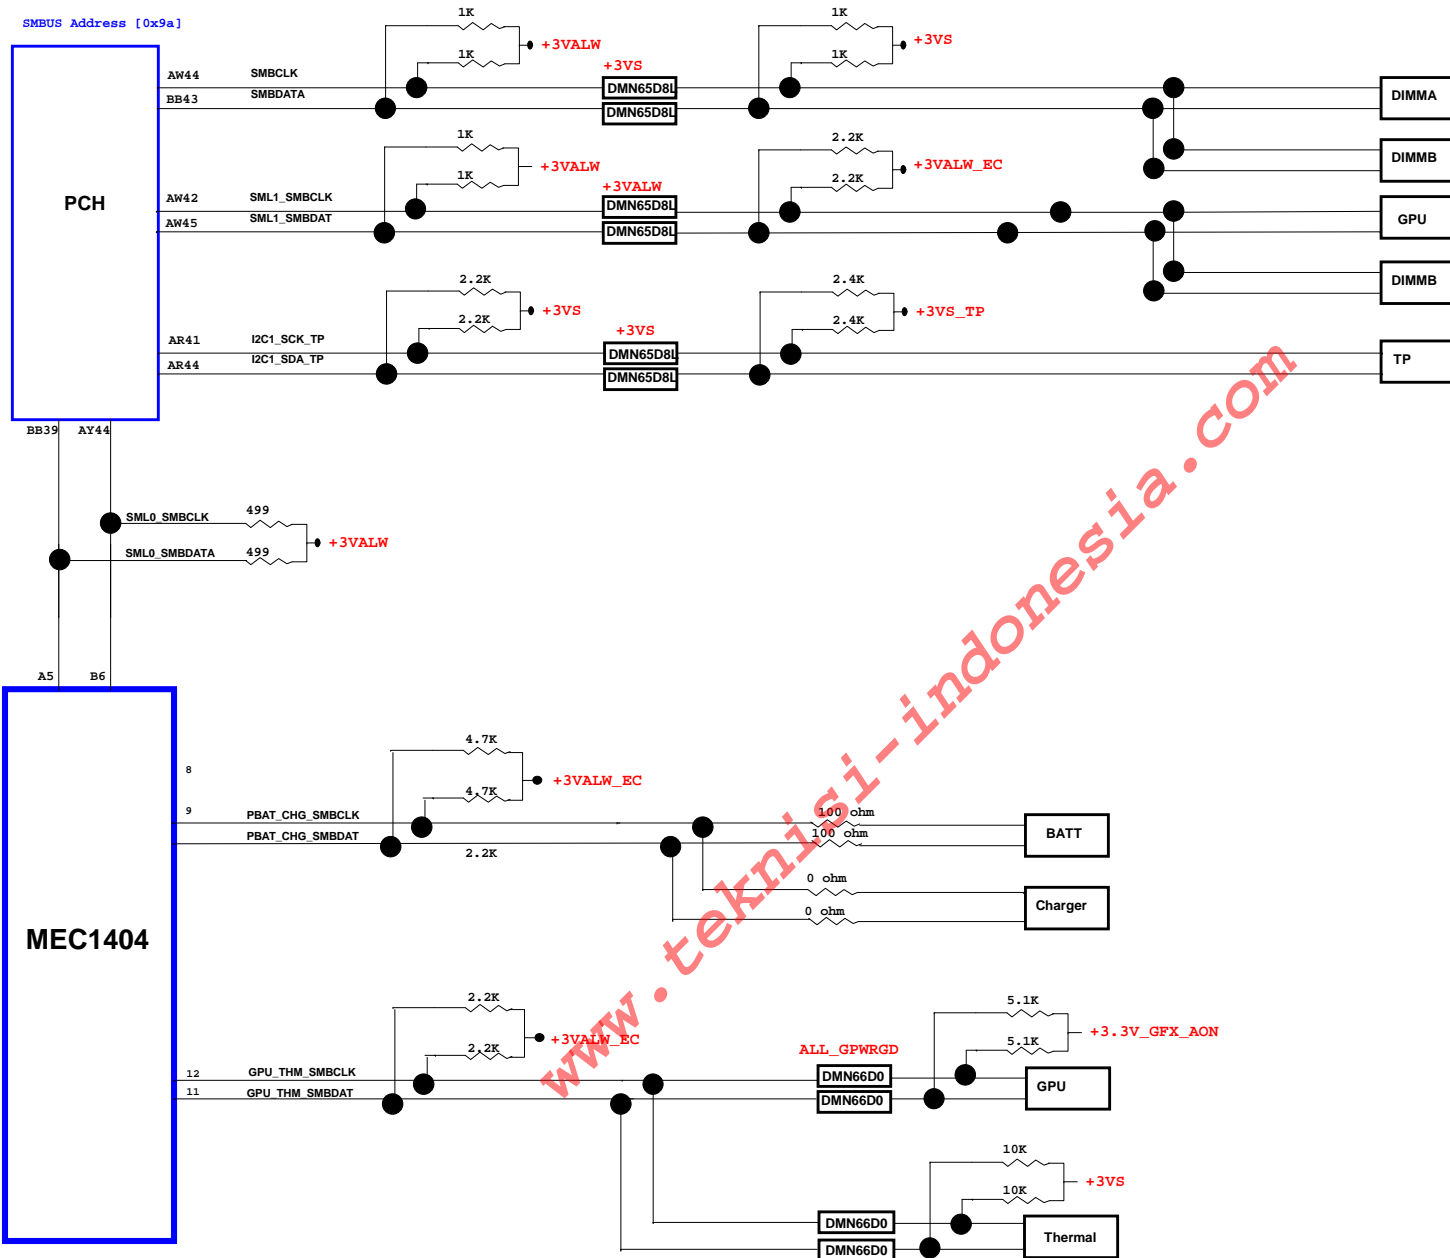 SMBUS Address [0x9a]
1K
1K
+3VALW
+3VS
1K
1K
+3VS
AW44
SMBCLK
BB43
SMBDATA
DMN65D8L
DMN65D8L
DIMMA
DIMMB
1K
1K
+3VALW
+3VALW
2.2K
2.2K
+3VALW_EC
PCH
AW42
SML1_SMBCLK
AW45
SML1_SMBDAT
DMN65D8L
DMN65D8L
GPU
DIMMB
2.2K
2.2K
+3VS
+3VS
2.4K
2.4K
+3VS_TP
AR41
I2C1_SCK_TP
AR44
I2C1_SDA_TP
DMN65D8L
DMN65D8L
TP
BB39
AY44
SML0_SMBCLK
499
SML0_SMBDATA
499
+3VALW
A5
B6
www.teknisi-indonesia.com
MEC1404
8
9
4.7K
4.7K
+3VALW_EC
PBAT_CHG_SMBCLK
PBAT_CHG_SMBDAT
2.2K
100 ohm
100 ohm
BATT
0 ohm
0 ohm
Charger
2.2K
2.2K
+3VALW_EC
12
GPU_THM_SMBCLK
11
GPU_THM_SMBDAT
ALL_GPWRGD
DMN66D0
DMN66D0
5.1K
5.1K
+3.3V_GFX_AON
GPU
10K
10K
+3VS
DMN66D0
DMN66D0
Thermal